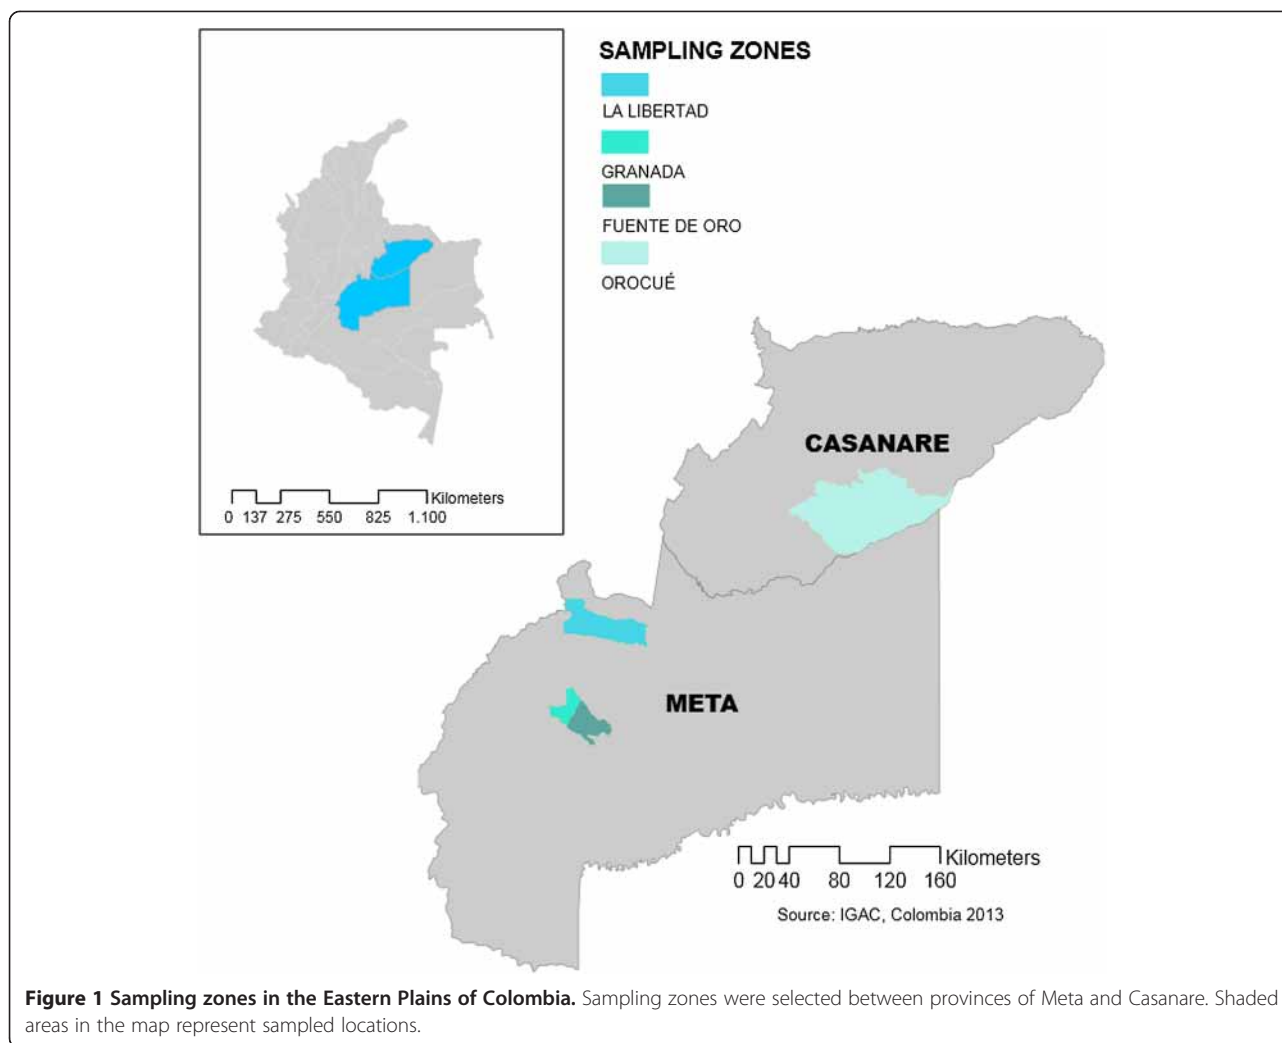 SAMPLING ZONES
LA LIBERTAD
GRANADA
FUENTE DE ORO
OROCUÉ
Kilometers
0 137 275 550 825 1.100
CASANARE
META
Kilometers
0 20 40 80 120 160
Source: IGAC, Colombia 2013
Figure 1 Sampling zones in the Eastern Plains of Colombia. Sampling zones were selected between provinces of Meta and Casanare. Shaded
areas in the map represent sampled locations.